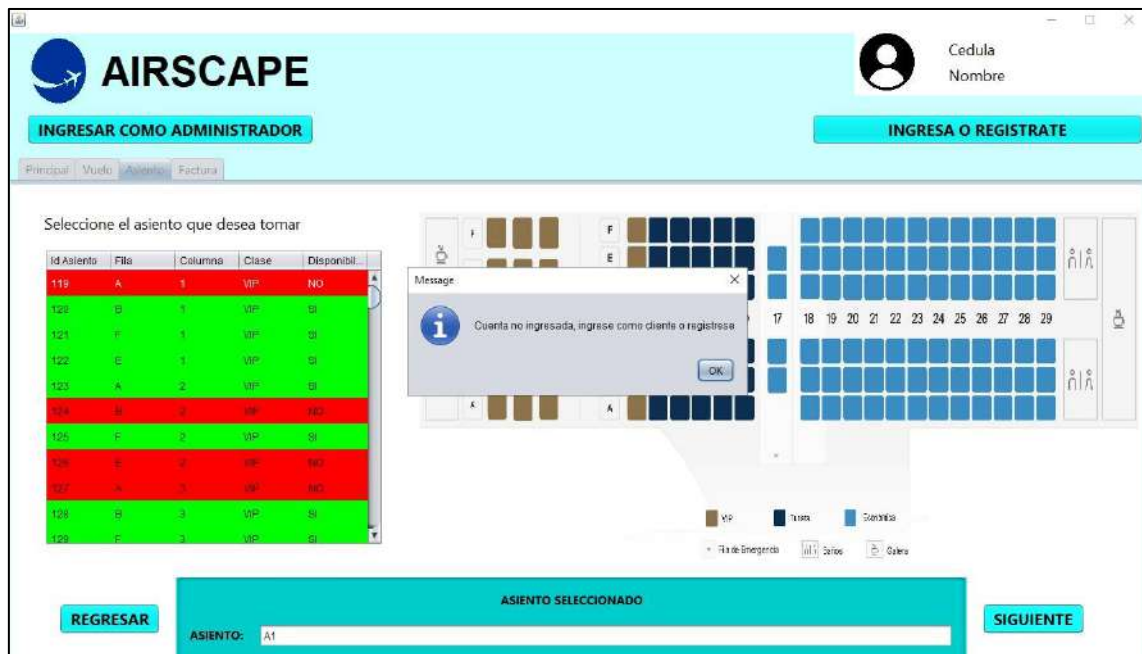 AIRSCAPE
Cedula
Nombre
INGRESAR COMO ADMINISTRADOR
INGRESA O REGISTRATE
Principal Vuelo Asiento Factura
Seleccione el asiento que desea tomar
Id Asiento Fila Columna Clase Disponibil...
119 A 1 VIP NO
120 B 1 VIP SI
121 F 1 VIP SI
122 E 1 VIP SI
123 A 2 VIP SI
124 B 2 VIP NO
125 F 2 VIP SI
126 E 2 VIP NO
127 A 3 VIP NO
128 B 3 VIP SI
129 F 3 VIP SI
F
F
E
Message
Cuenta no ingresada, ingrese como cliente o registrese
OK
17 18 19 20 21 22 23 24 25 26 27 28 29
A
A
VIP Turista Económica
Fila de Emergencia Baños Galera
ASIENTO SELECCIONADO
REGRESAR
SIGUIENTE
ASIENTO: A1